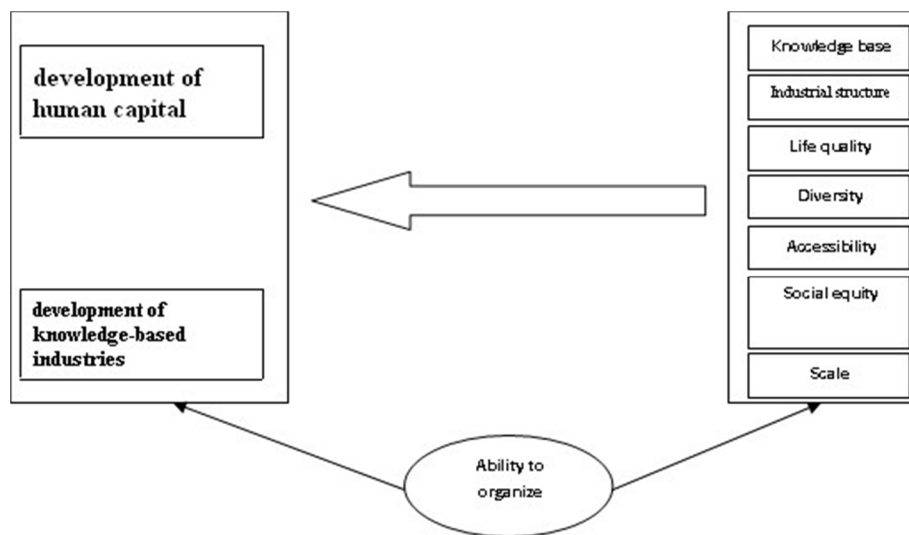 development of
human capital
development of
knowledge-based
industries
Knowledge base
Industrial structure
Life quality
Diversity
Accessibility
Social equity
Scale
Ability to
organize